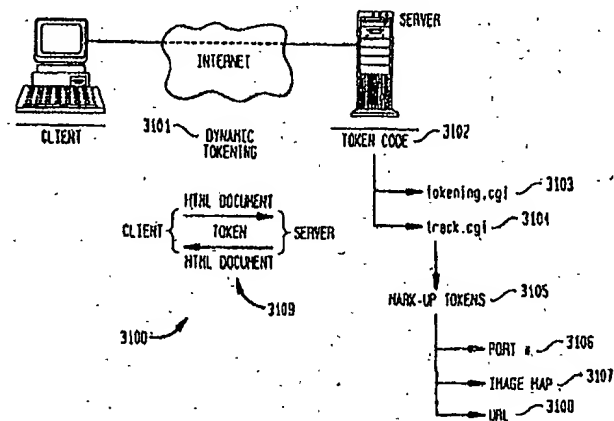 SERVER
INTERNET
CLIENT
3101
DYNAMIC
TOKENING
TOKEN CODE
3102
HTML DOCUMENT
CLIENT
TOKEN
SERVER
HTML DOCUMENT
3109
3100
tokening.cgi
3103
track.cgi
3104
MARK-UP TOKENS
3105
PORT #
3106
IMAGE MAP
3107
URL
3108